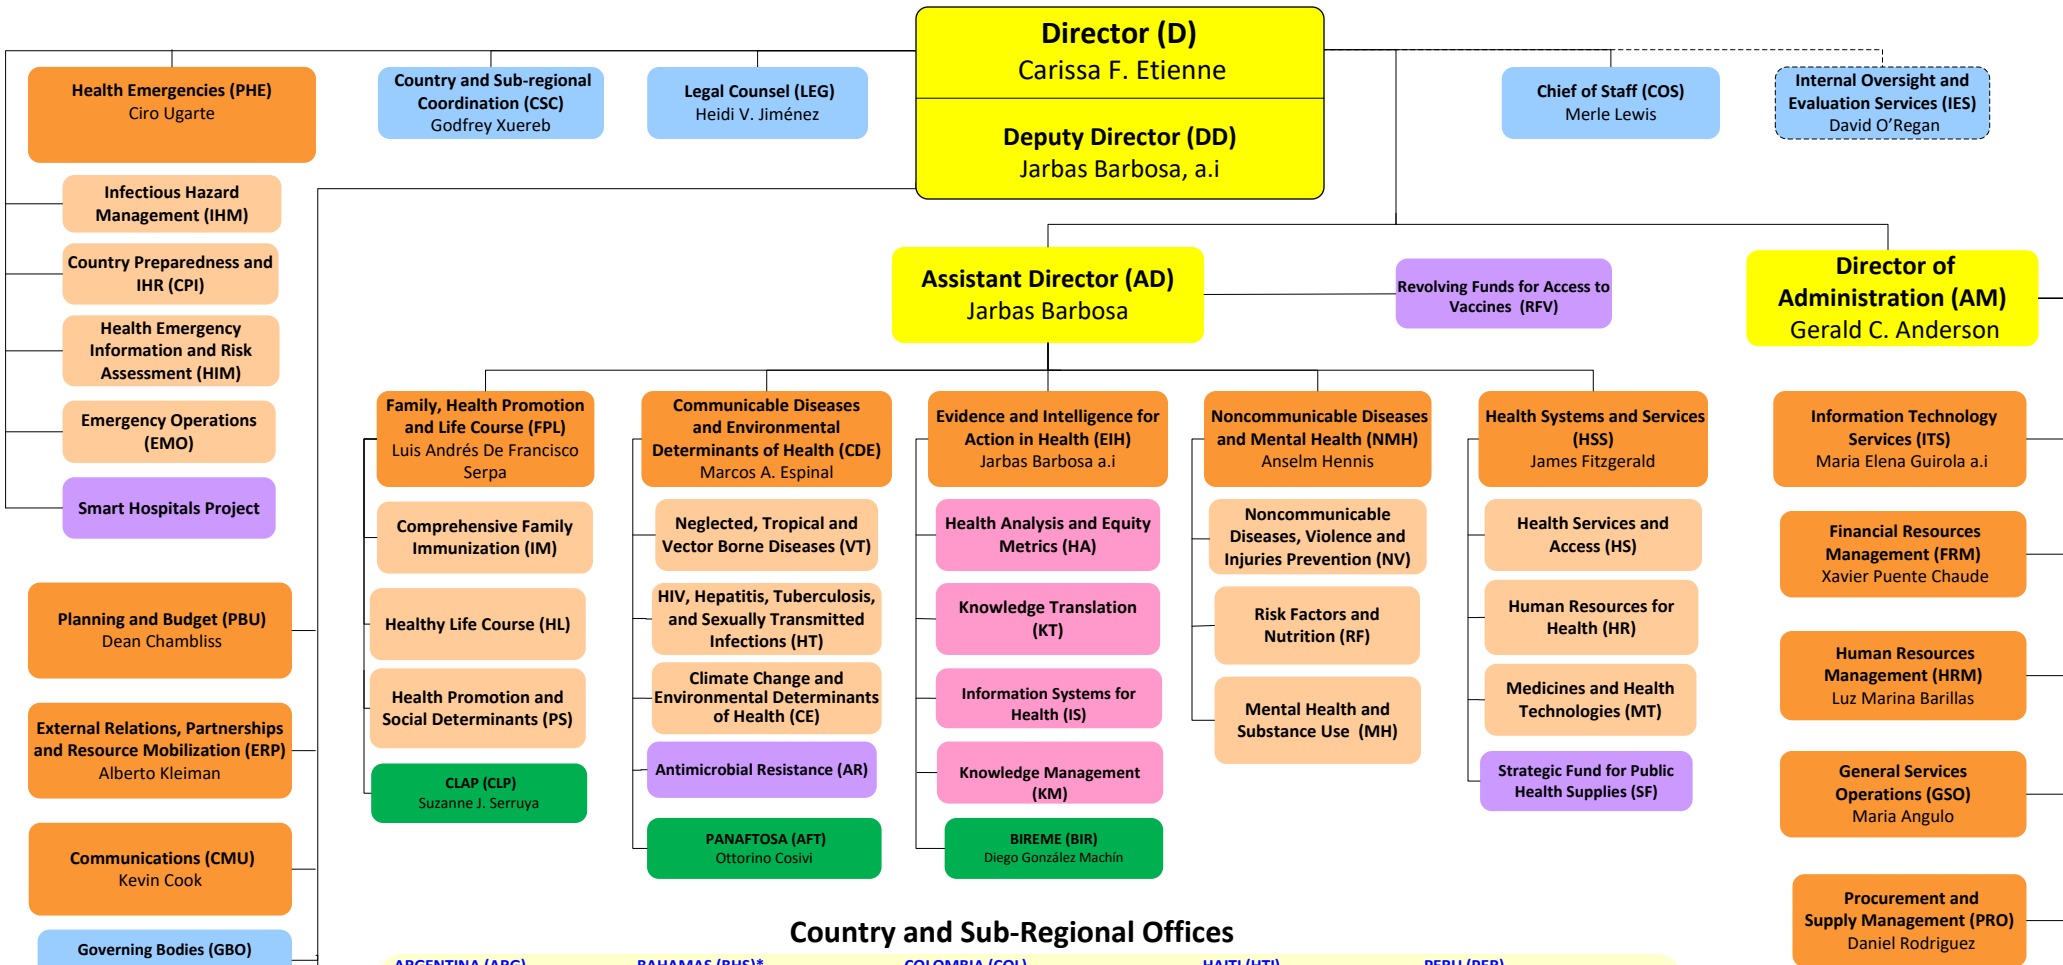 Director (D)
Carissa F. Etienne
Deputy Director (DD)
Jarbas Barbosa, a.i
Health Emergencies (PHE)
Ciro Ugarte
Country and Sub-regional
Coordination (CSC)
Godfrey Xuereb
Legal Counsel (LEG)
Heidi V. Jiménez
Chief of Staff (COS)
Merle Lewis
Internal Oversight and
Evaluation Services (IES)
David O’Regan
Infectious Hazard
Management (IHM)
Country Preparedness and
IHR (CPI)
Health Emergency
Information and Risk
Assessment (HIM)
Emergency Operations
(EMO)
Smart Hospitals Project
Planning and Budget (PBU)
Dean Chambliss
External Relations, Partnerships
and Resource Mobilization (ERP)
Alberto Kleiman
Communications (CMU)
Kevin Cook
Governing Bodies (GBO)
Assistant Director (AD)
Jarbas Barbosa
Revolving Funds for Access to
Vaccines (RFV)
Director of
Administration (AM)
Gerald C. Anderson
Family, Health Promotion
and Life Course (FPL)
Luis Andrés De Francisco
Serpa
Comprehensive Family
Immunization (IM)
Healthy Life Course (HL)
Health Promotion and
Social Determinants (PS)
CLAP (CLP)
Suzanne J. Serruya
Communicable Diseases
and Environmental
Determinants of Health (CDE)
Marcos A. Espinal
Neglected, Tropical and
Vector Borne Diseases (VT)
HIV, Hepatitis, Tuberculosis,
and Sexually Transmitted
Infections (HT)
Climate Change and
Environmental Determinants
of Health (CE)
Antimicrobial Resistance (AR)
PANAFTOSA (AFT)
Ottorino Cosivi
Evidence and Intelligence for
Action in Health (EIH)
Jarbas Barbosa a.i
Health Analysis and Equity
Metrics (HA)
Knowledge Translation
(KT)
Information Systems for
Health (IS)
Knowledge Management
(KM)
BIREME (BIR)
Diego González Machín
Noncommunicable Diseases
and Mental Health (NMH)
Anselm Hennis
Noncommunicable
Diseases, Violence and
Injuries Prevention (NV)
Risk Factors and
Nutrition (RF)
Mental Health and
Substance Use (MH)
Health Systems and Services
(HSS)
James Fitzgerald
Health Services and
Access (HS)
Human Resources for
Health (HR)
Medicines and Health
Technologies (MT)
Strategic Fund for Public
Health Supplies (SF)
Information Technology
Services (ITS)
Maria Elena Guirola a.i
Financial Resources
Management (FRM)
Xavier Puente Chaude
Human Resources
Management (HRM)
Luz Marina Barillas
General Services
Operations (GSO)
Maria Angulo
Procurement and
Supply Management (PRO)
Daniel Rodriguez
Country and Sub-Regional Offices
ARGENTINA (ARG) BAHAMAS (BHS)* COLOMBIA (COL) HAITI (HTI) PERU (PER)